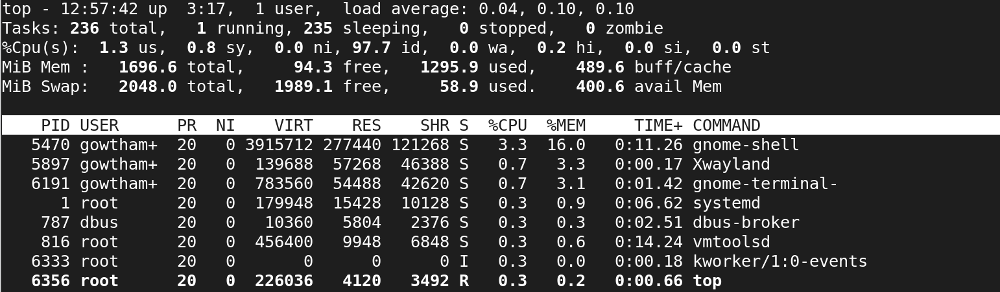 top - 12:57:42 up  3:17,  1 user,  load average: 0.04, 0.10, 0.10
Tasks: 236 total,   1 running, 235 sleeping,   0 stopped,   0 zombie
%Cpu(s):  1.3 us,  0.8 sy,  0.0 ni, 97.7 id,  0.0 wa,  0.2 hi,  0.0 si,  0.0 st
MiB Mem :   1696.6 total,     94.3 free,   1295.9 used,    489.6 buff/cache
MiB Swap:   2048.0 total,   1989.1 free,     58.9 used.    400.6 avail Mem
    PID USER      PR  NI    VIRT    RES    SHR S  %CPU  %MEM     TIME+ COMMAND
   5470 gowtham+  20   0 3915712 277440 121268 S   3.3  16.0   0:11.26 gnome-shell
   5897 gowtham+  20   0  139688  57268  46388 S   0.7   3.3   0:00.17 Xwayland
   6191 gowtham+  20   0  783560  54488  42620 S   0.7   3.1   0:01.42 gnome-terminal-
      1 root      20   0  179948  15428  10128 S   0.3   0.9   0:06.62 systemd
    787 dbus      20   0   10360   5804   2376 S   0.3   0.3   0:02.51 dbus-broker
    816 root      20   0  456400   9948   6848 S   0.3   0.6   0:14.24 vmtoolsd
   6333 root      20   0       0      0      0 I   0.3   0.0   0:00.18 kworker/1:0-events
   6356 root      20   0  226036   4120   3492 R   0.3   0.2   0:00.66 top